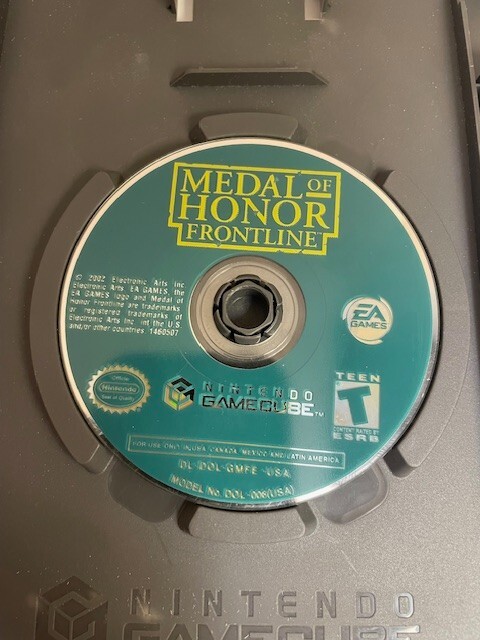 MEDAL OF
HONOR
FRONTLINE™
© 2002 Electronic Arts Inc.
Electronic Arts, EA GAMES, the
EA GAMES logo and Medal of
Honor Frontline are trademarks
or registered trademarks of
Electronic Arts Inc. in the U.S.
and/or other countries. 1460507
EA
GAMES
Official
Nintendo
Seal of Quality
NINTENDO
GAMECUBE™
TEEN
T
CONTENT RATED BY
ESRB
FOR USE ONLY IN USA, CANADA, MEXICO AND LATIN AMERICA
DL-DOL-GMFE-USA
MODEL No. DOL-006(USA)
NINTENDO
GAMECUBE